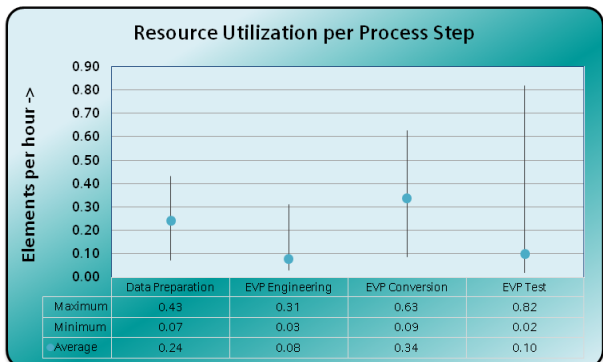 Resource Utilization per Process Step
Elements per hour ->
0.90
0.80
0.70
0.60
0.50
0.40
0.30
0.20
0.10
0.00
Data Preparation EVP Engineering EVP Conversion EVP Test
Maximum 0.43 0.31 0.63 0.82
Minimum 0.07 0.03 0.09 0.02
Average 0.24 0.08 0.34 0.10